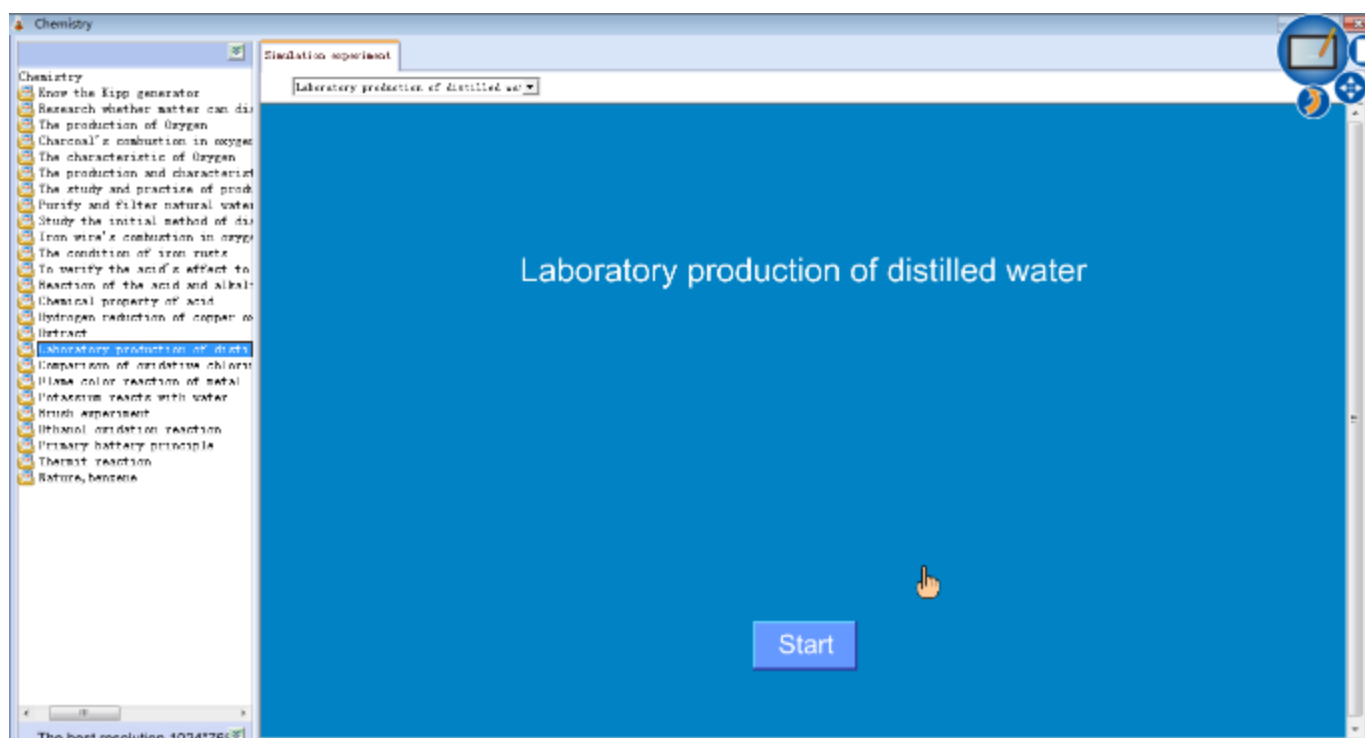 Chemistry
Simulation experiment
Laboratory production of distilled wa
Chemistry
Know the Kipp generator
Research whether matter can di
The production of Oxygen
Charcoal's combustion in oxyge
The characteristic of Oxygen
The production and characterist
The study and practise of prod
Purify and filter natural water
Study the initial method of di
Iron wire's combustion in oxyg
The condition of iron rusts
To verify the acid's effect to
Reaction of the acid and alkal
Chemical property of acid
Hydrogen reduction of copper o
Extract
Laboratory production of disti
Comparison of oxidative chlori
Flame color reaction of metal
Potassium reacts with water
Brush experiment
Ethanol oxidation reaction
Primary battery principle
Thermit reaction
Nature,benzene
Laboratory production of distilled water
Start
The best resolution 1024*768